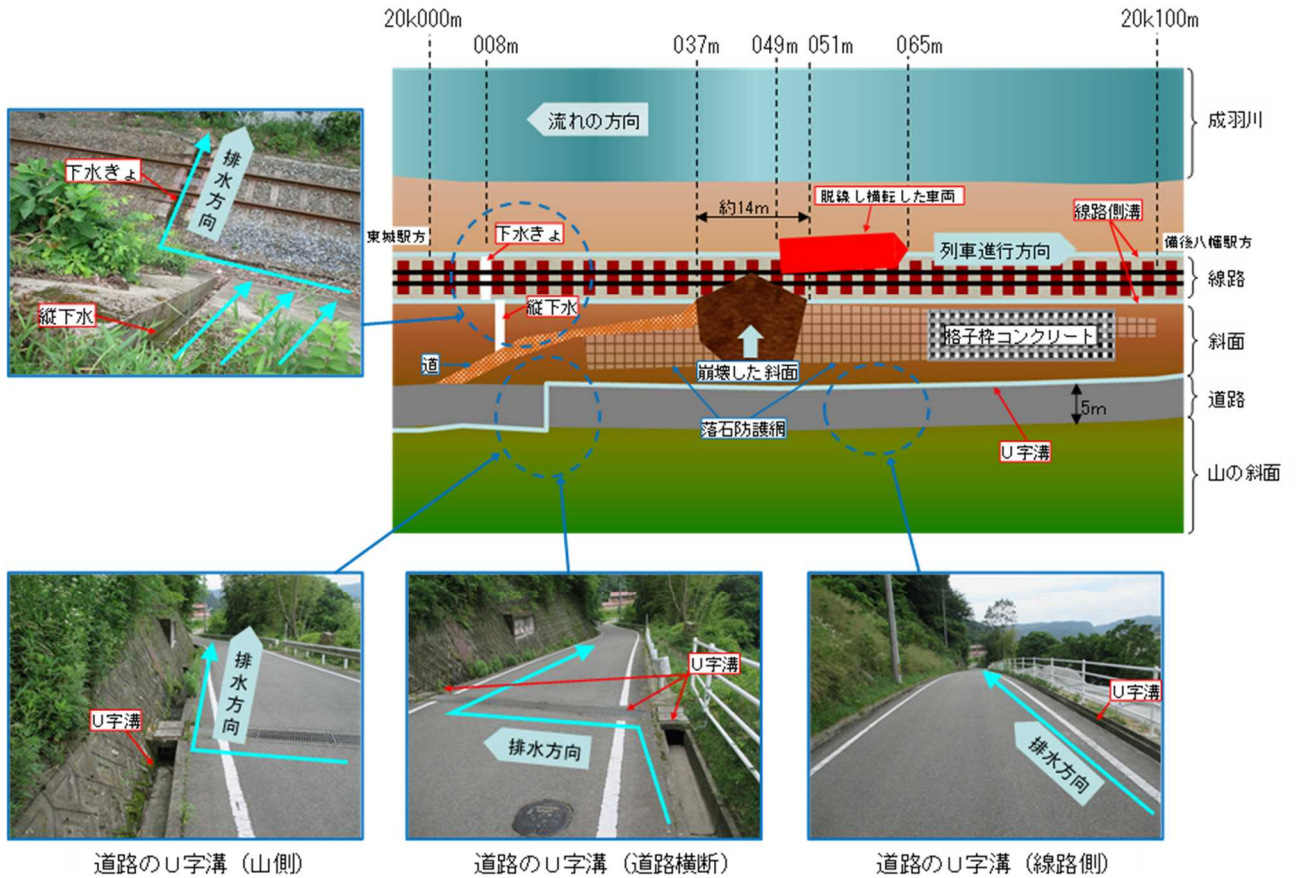 20k000m
20k100m
008m
037m
049m
051m
065m
流れの方向
成羽川
下水きょ
排水方向
縦下水
脱線し横転した車両
約14m
線路側溝
東城駅方
下水きょ
列車進行方向
備後八幡駅方
線路
縦下水
格子枠コンクリート
斜面
道
崩壊した斜面
道路
5m
落石防護網
U字溝
山の斜面
排水方向
U字溝
U字溝
排水方向
U字溝
排水方向
道路のU字溝（山側）
道路のU字溝（道路横断）
道路のU字溝（線路側）